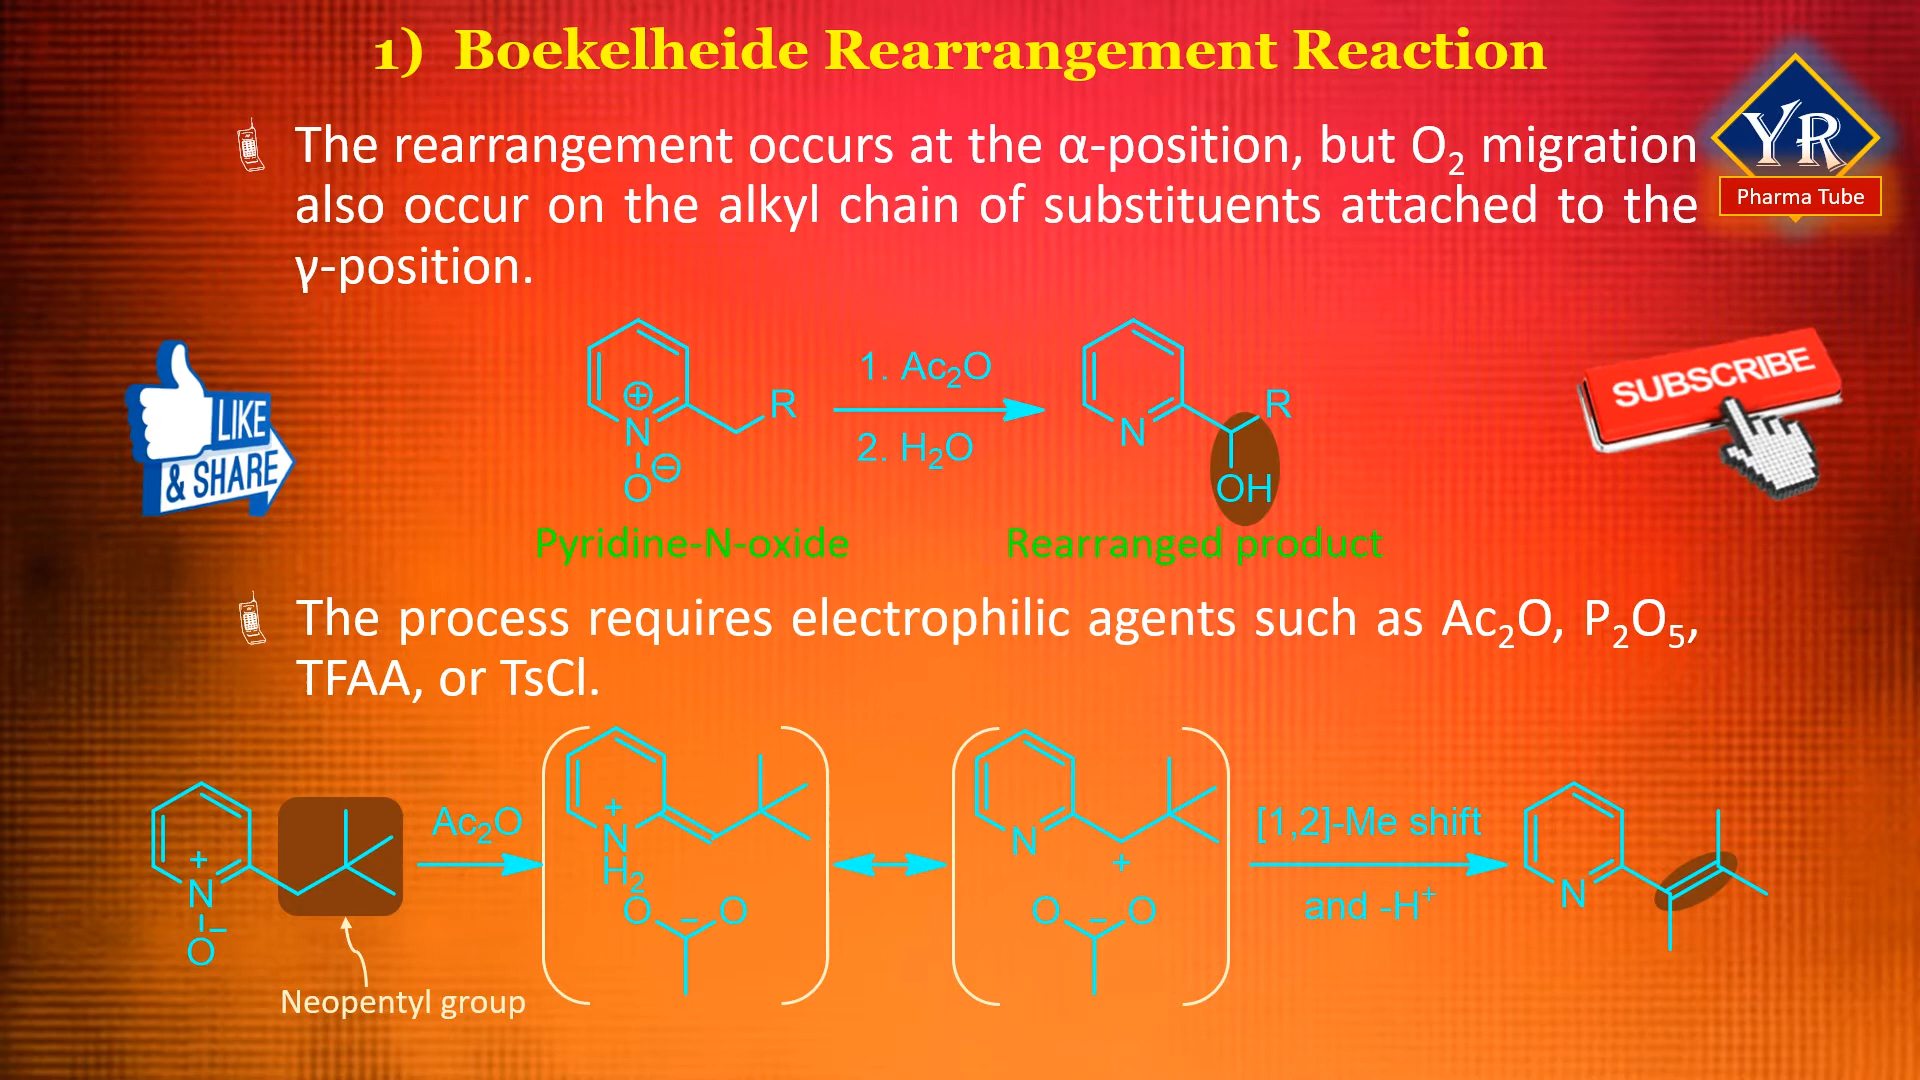 1) Boekelheide Rearrangement Reaction
YR
Pharma Tube
The rearrangement occurs at the α-position, but O₂ migration
also occur on the alkyl chain of substituents attached to the
γ-position.
LIKE
& SHARE
SUBSCRIBE
1. Ac₂O
2. H₂O
⊕
N
⊖
O
R
N
R
OH
Pyridine-N-oxide
Rearranged product
The process requires electrophilic agents such as Ac₂O, P₂O₅,
TFAA, or TsCl.
+
N
O⁻
Ac₂O
+
N
H₂
O − O
N
+
O − O
[1,2]-Me shift
and -H⁺
N
Neopentyl group